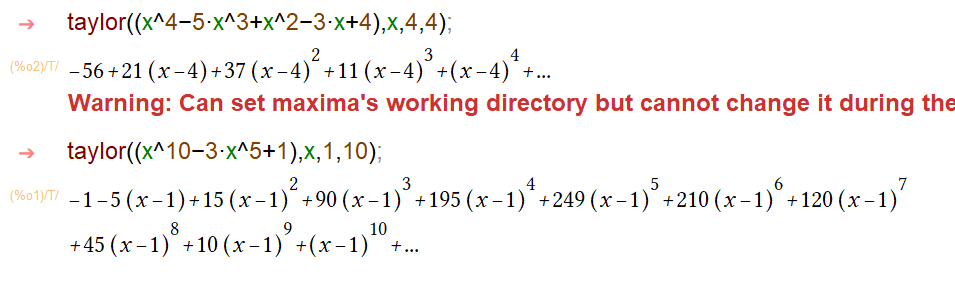 → taylor((x^4−5·x^3+x^2−3·x+4),x,4,4);
(%o2)/T/ −56+21 (x−4)+37 (x−4)²+11 (x−4)³+(x−4)⁴+...
Warning: Can set maxima's working directory but cannot change it during the
→ taylor((x^10−3·x^5+1),x,1,10);
(%o1)/T/ −1−5 (x−1)+15 (x−1)²+90 (x−1)³+195 (x−1)⁴+249 (x−1)⁵+210 (x−1)⁶+120 (x−1)⁷
+45 (x−1)⁸+10 (x−1)⁹+(x−1)¹⁰+...